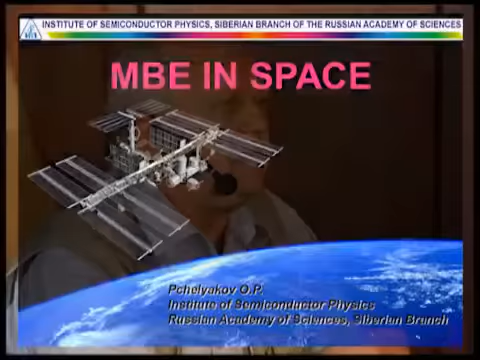 INSTITUTE OF SEMICONDUCTOR PHYSICS, SIBERIAN BRANCH OF THE RUSSIAN ACADEMY OF SCIENCES
MBE IN SPACE
Pchelyakov O.P.
Institute of Semiconductor Physics
Russian Academy of Sciences, Siberian Branch